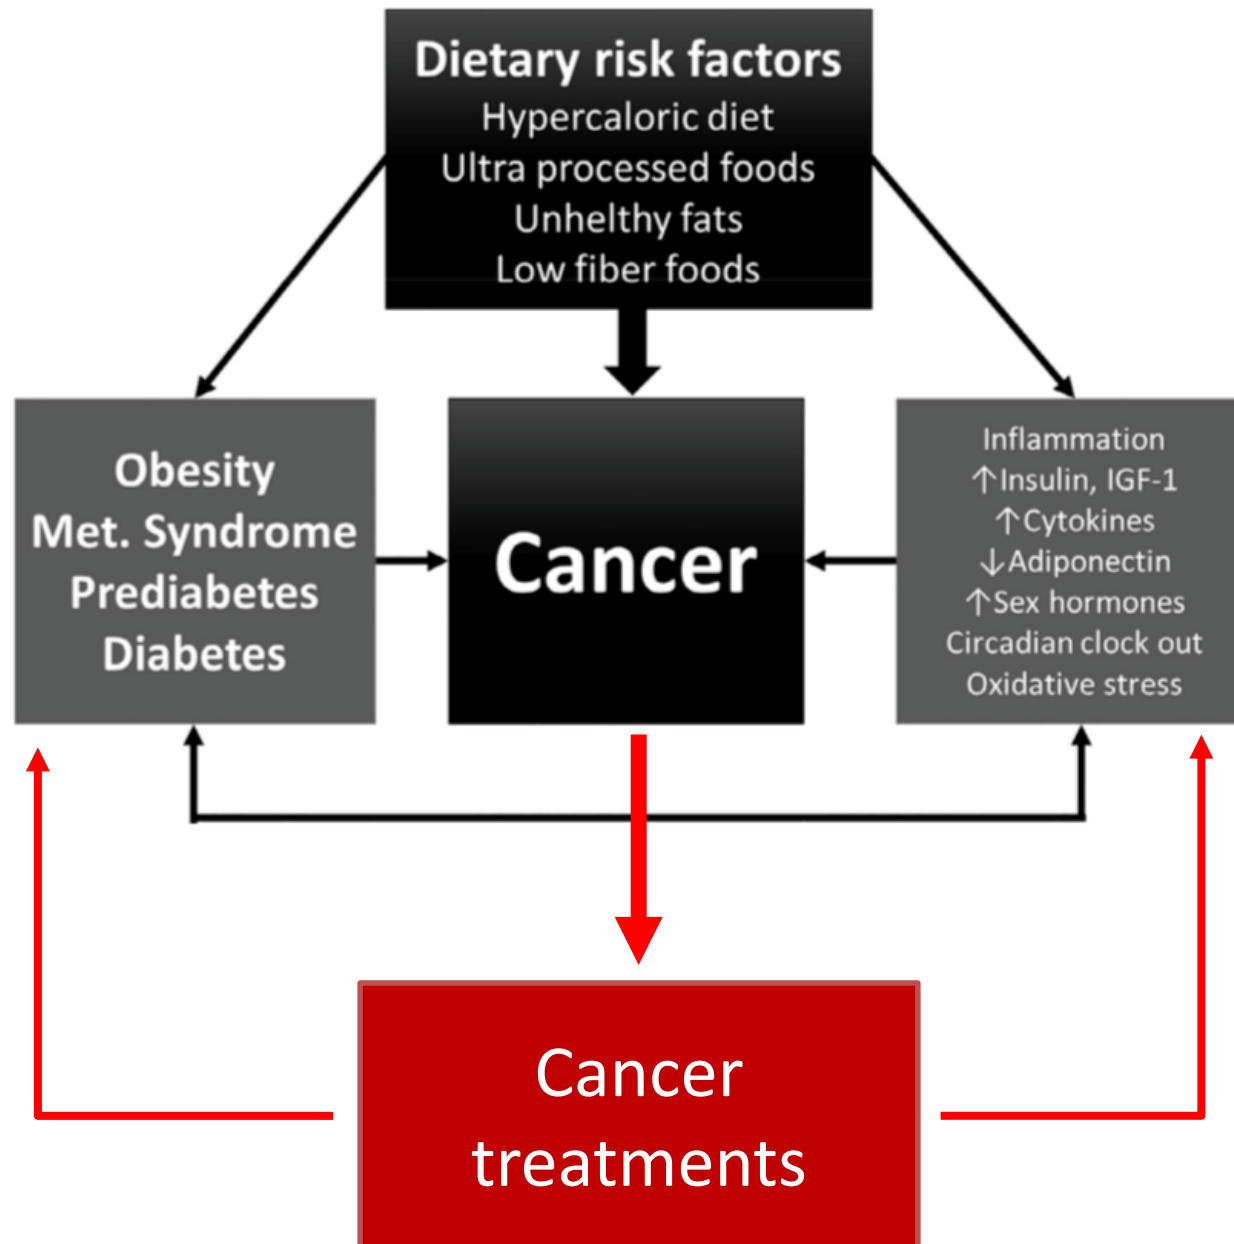 Dietary risk factors
Hypercaloric diet
Ultra processed foods
Unhelthy fats
Low fiber foods
Obesity
Met. Syndrome
Prediabetes
Diabetes
Cancer
Inflammation
↑Insulin, IGF-1
↑Cytokines
↓Adiponectin
↑Sex hormones
Circadian clock out
Oxidative stress
Cancer
treatments